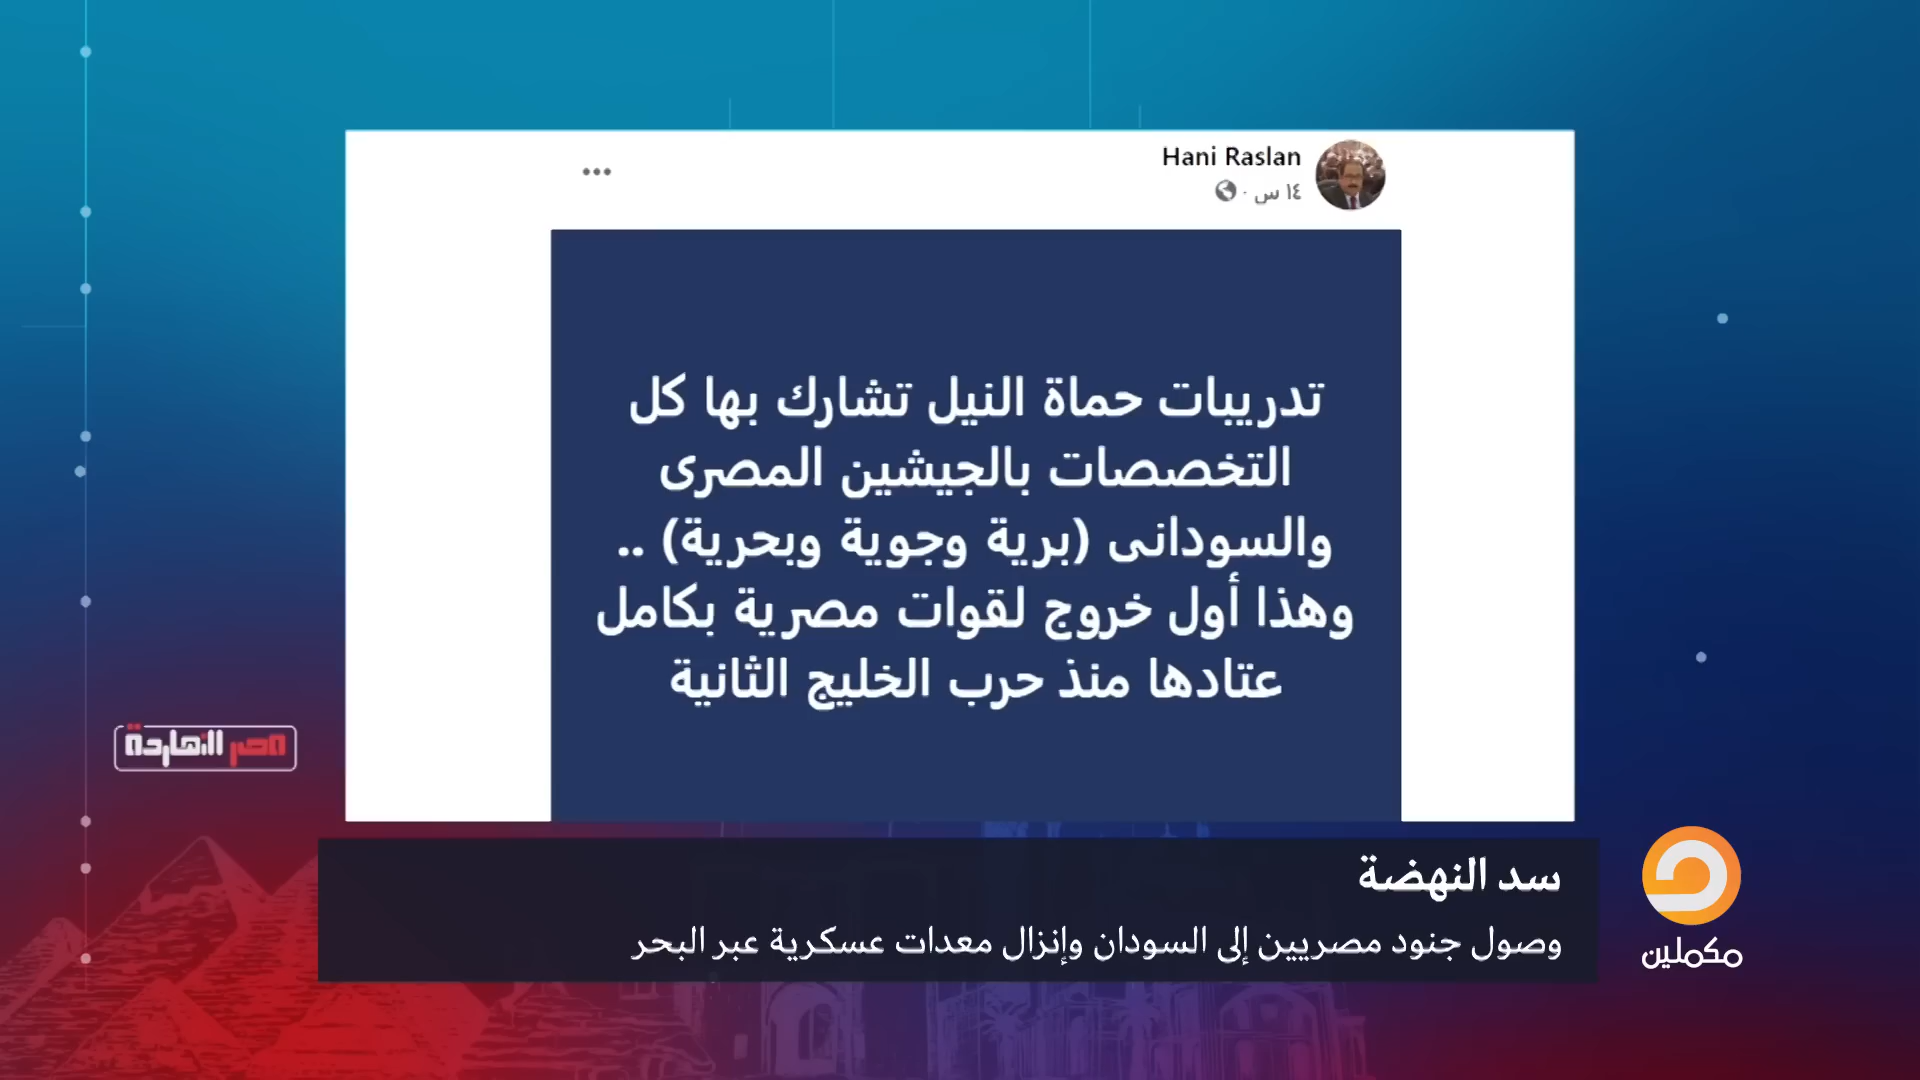 Hani Raslan
١٤ س ·
تدريبات حماة النيل تشارك بها كل
التخصصات بالجيشين المصرى
والسودانى (برية وجوية وبحرية) ..
وهذا أول خروج لقوات مصرية بكامل
عتادها منذ حرب الخليج الثانية
مصر النهاردة
سد النهضة
وصول جنود مصريين إلى السودان وإنزال معدات عسكرية عبر البحر
مكملين